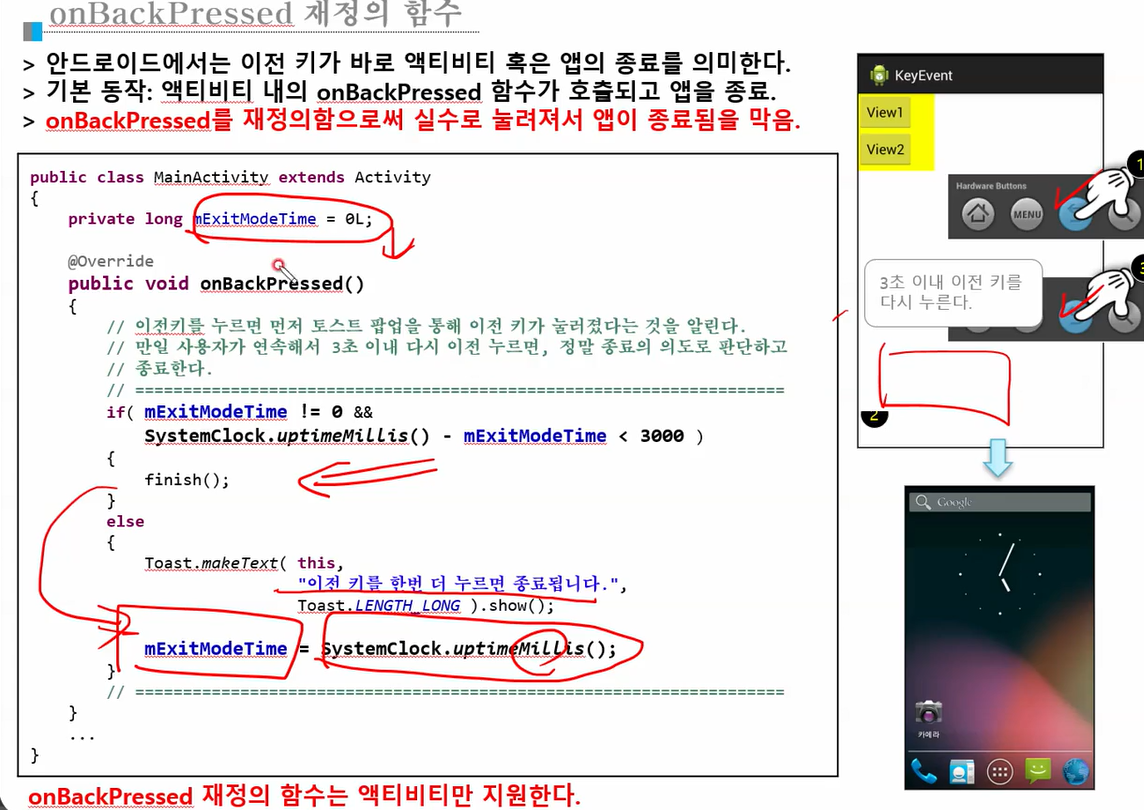 onBackPressed 재정의 함수
> 안드로이드에서는 이전 키가 바로 액티비티 혹은 앱의 종료를 의미한다.
> 기본 동작: 액티비티 내의 onBackPressed 함수가 호출되고 앱을 종료.
> onBackPressed를 재정의함으로써 실수로 눌려져서 앱이 종료됨을 막음.
public class MainActivity extends Activity
{
private long mExitModeTime = 0L;
@Override
public void onBackPressed()
{
// 이전키를 누르면 먼저 토스트 팝업을 통해 이전 키가 눌러졌다는 것을 알린다.
// 만일 사용자가 연속해서 3초 이내 다시 이전 누르면, 정말 종료의 의도로 판단하고
// 종료한다.
// ====================================================================
if( mExitModeTime != 0 &&
SystemClock.uptimeMillis() - mExitModeTime < 3000 )
{
finish();
}
else
{
Toast.makeText( this,
"이전 키를 한번 더 누르면 종료됩니다.",
Toast.LENGTH_LONG ).show();
mExitModeTime = SystemClock.uptimeMillis();
}
// ====================================================================
}
...
}
onBackPressed 재정의 함수는 액티비티만 지원한다.
KeyEvent
View1
View2
1
Hardware Buttons
MENU
3
3초 이내 이전 키를
다시 누른다.
2
Google
카메라